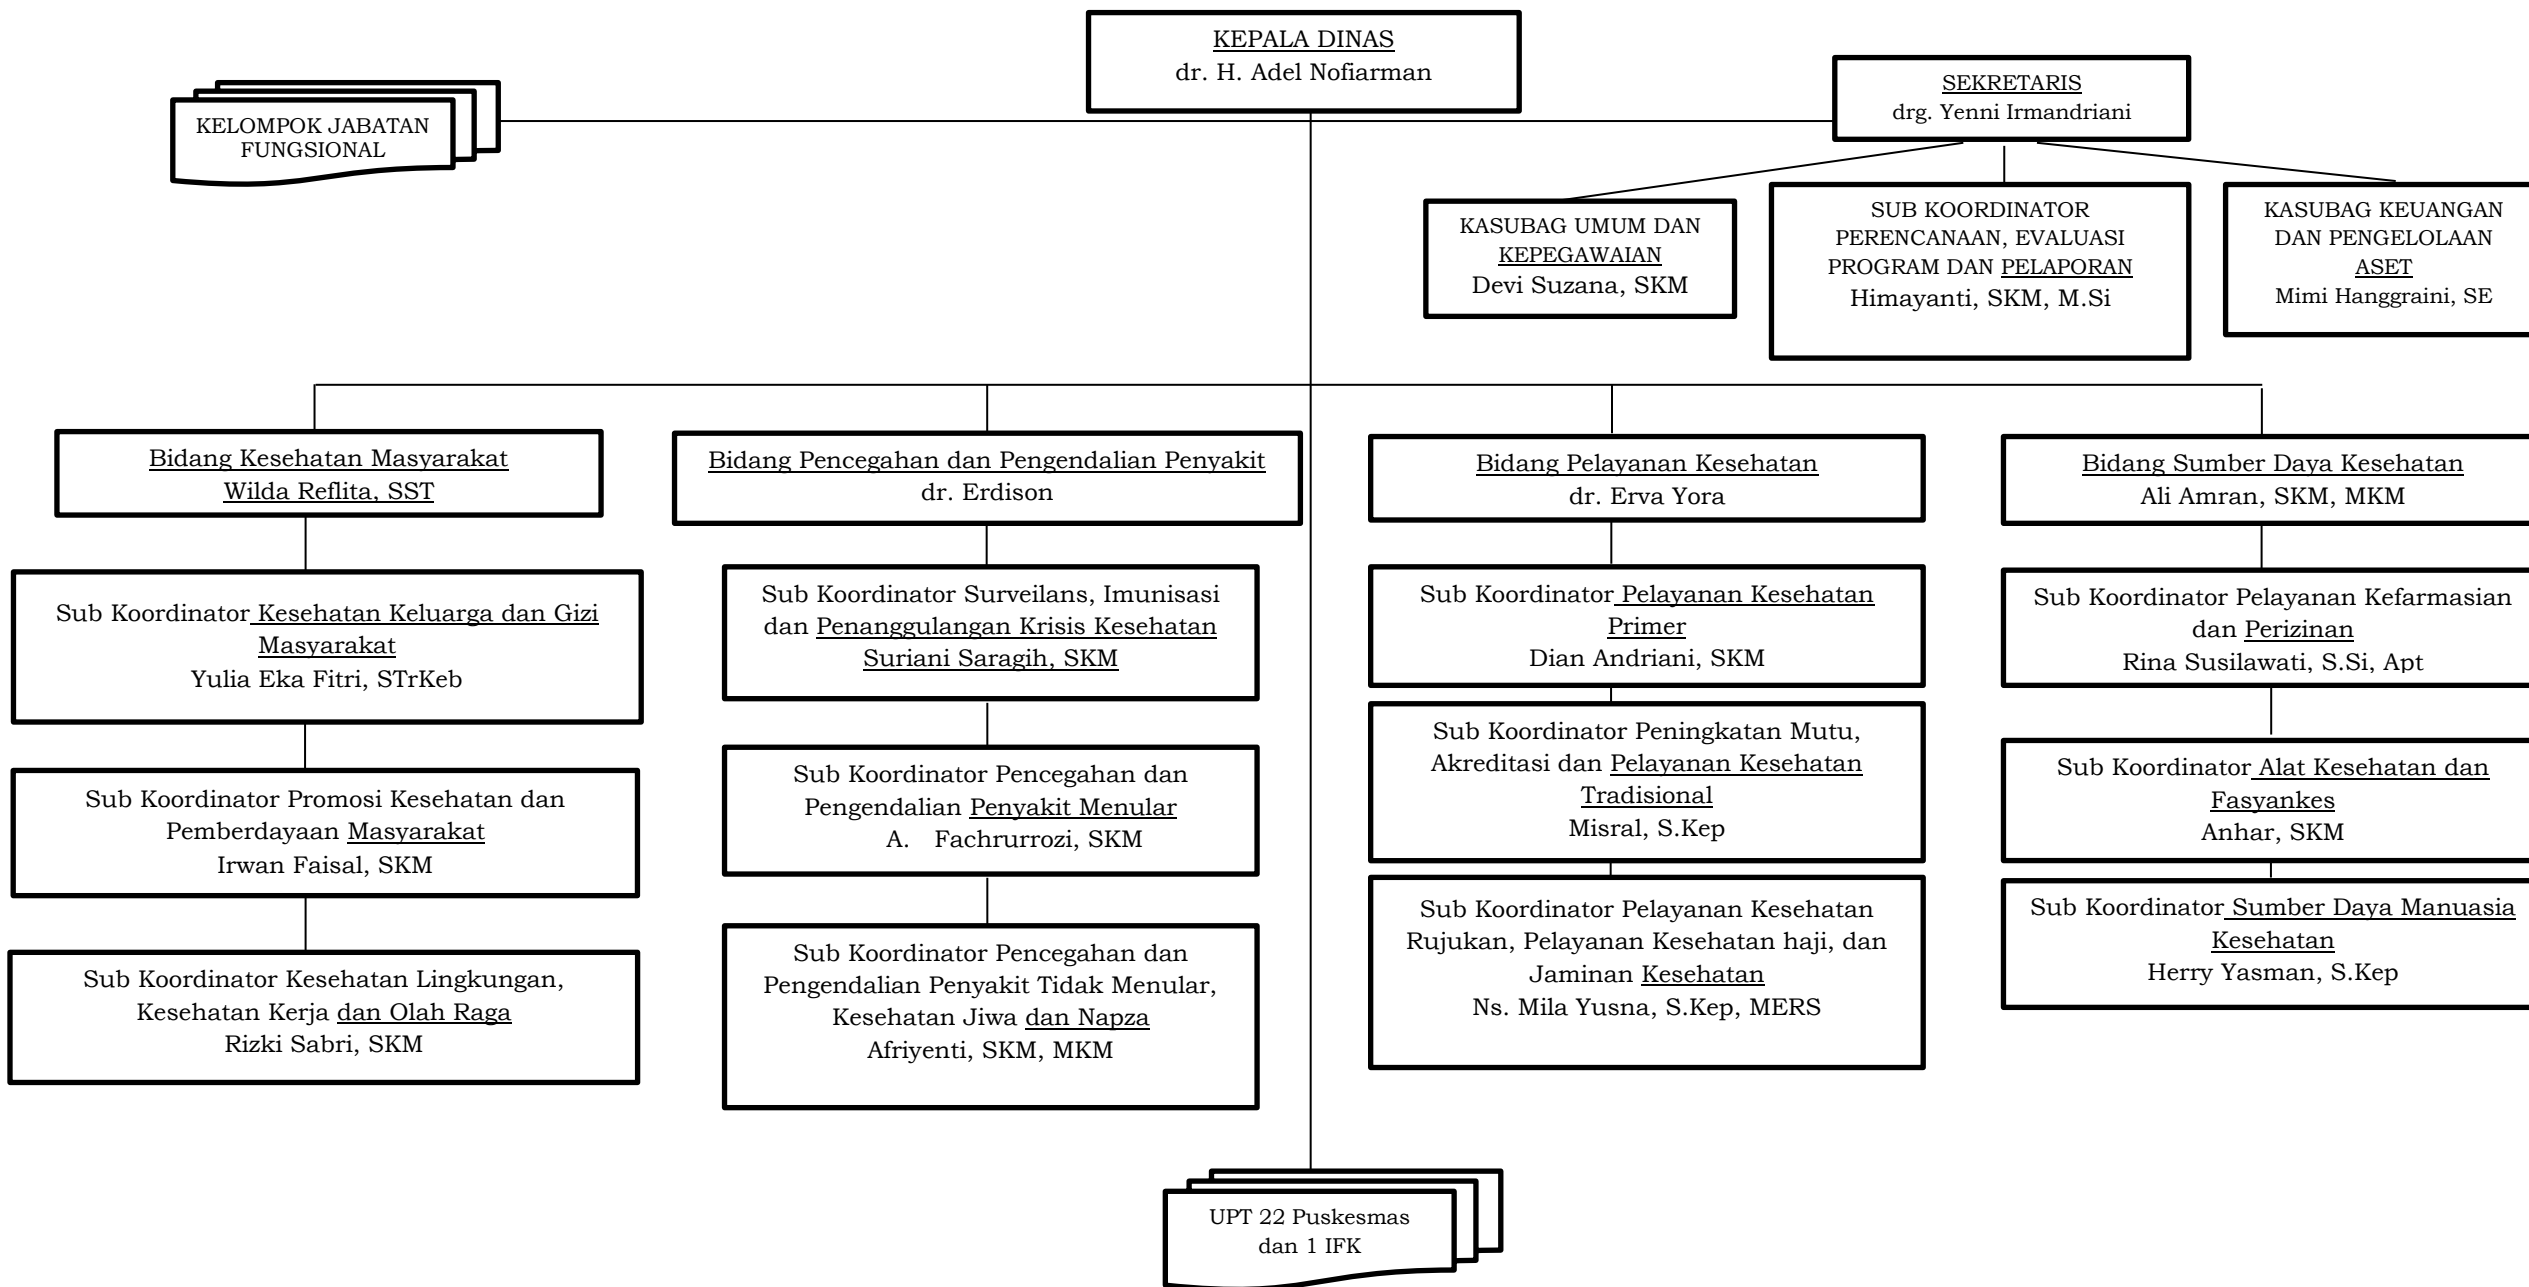 KEPALA DINAS
dr. H. Adel Nofiarman
SEKRETARIS
drg. Yenni Irmandriani
KELOMPOK JABATAN
FUNGSIONAL
KASUBAG UMUM DAN
KEPEGAWAIAN
Devi Suzana, SKM
SUB KOORDINATOR
PERENCANAAN, EVALUASI
PROGRAM DAN PELAPORAN
Himayanti, SKM, M.Si
KASUBAG KEUANGAN
DAN PENGELOLAAN
ASET
Mimi Hanggraini, SE
Bidang Kesehatan Masyarakat
Wilda Reflita, SST
Sub Koordinator Kesehatan Keluarga dan Gizi
Masyarakat
Yulia Eka Fitri, STrKeb
Sub Koordinator Promosi Kesehatan dan
Pemberdayaan Masyarakat
Irwan Faisal, SKM
Sub Koordinator Kesehatan Lingkungan,
Kesehatan Kerja dan Olah Raga
Rizki Sabri, SKM
Bidang Pencegahan dan Pengendalian Penyakit
dr. Erdison
Sub Koordinator Surveilans, Imunisasi
dan Penanggulangan Krisis Kesehatan
Suriani Saragih, SKM
Sub Koordinator Pencegahan dan
Pengendalian Penyakit Menular
A. Fachrurrozi, SKM
Sub Koordinator Pencegahan dan
Pengendalian Penyakit Tidak Menular,
Kesehatan Jiwa dan Napza
Afriyenti, SKM, MKM
Bidang Pelayanan Kesehatan
dr. Erva Yora
Sub Koordinator Pelayanan Kesehatan
Primer
Dian Andriani, SKM
Sub Koordinator Peningkatan Mutu,
Akreditasi dan Pelayanan Kesehatan
Tradisional
Misral, S.Kep
Sub Koordinator Pelayanan Kesehatan
Rujukan, Pelayanan Kesehatan haji, dan
Jaminan Kesehatan
Ns. Mila Yusna, S.Kep, MERS
Bidang Sumber Daya Kesehatan
Ali Amran, SKM, MKM
Sub Koordinator Pelayanan Kefarmasian
dan Perizinan
Rina Susilawati, S.Si, Apt
Sub Koordinator Alat Kesehatan dan
Fasyankes
Anhar, SKM
Sub Koordinator Sumber Daya Manuasia
Kesehatan
Herry Yasman, S.Kep
UPT 22 Puskesmas
dan 1 IFK